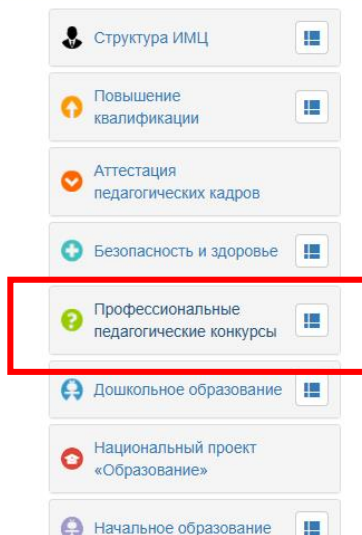 Структура ИМЦ
Повышение
квалификации
Аттестация
педагогических кадров
Безопасность и здоровье
Профессиональные
педагогические конкурсы
Дошкольное образование
Национальный проект
«Образование»
Начальное образование